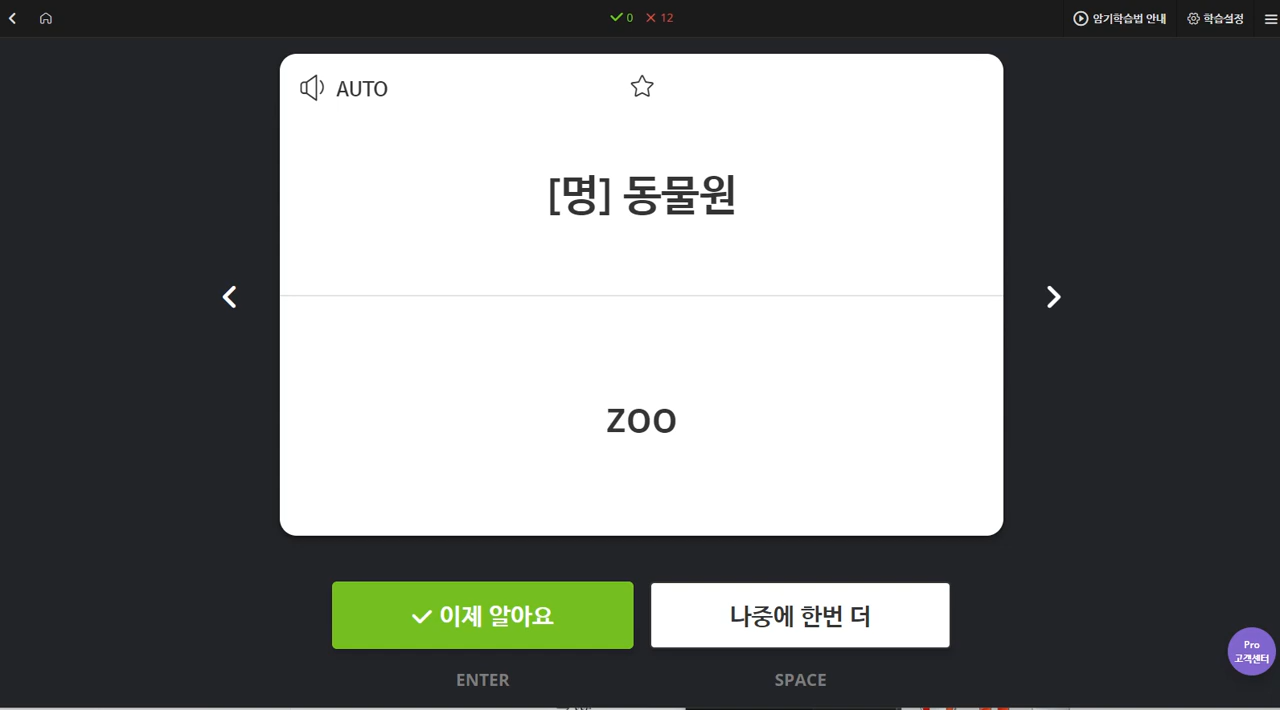 0 12
암기학습법 안내
학습설정
AUTO
[명] 동물원
zoo
이제 알아요
나중에 한번 더
ENTER
SPACE
Pro
고객센터